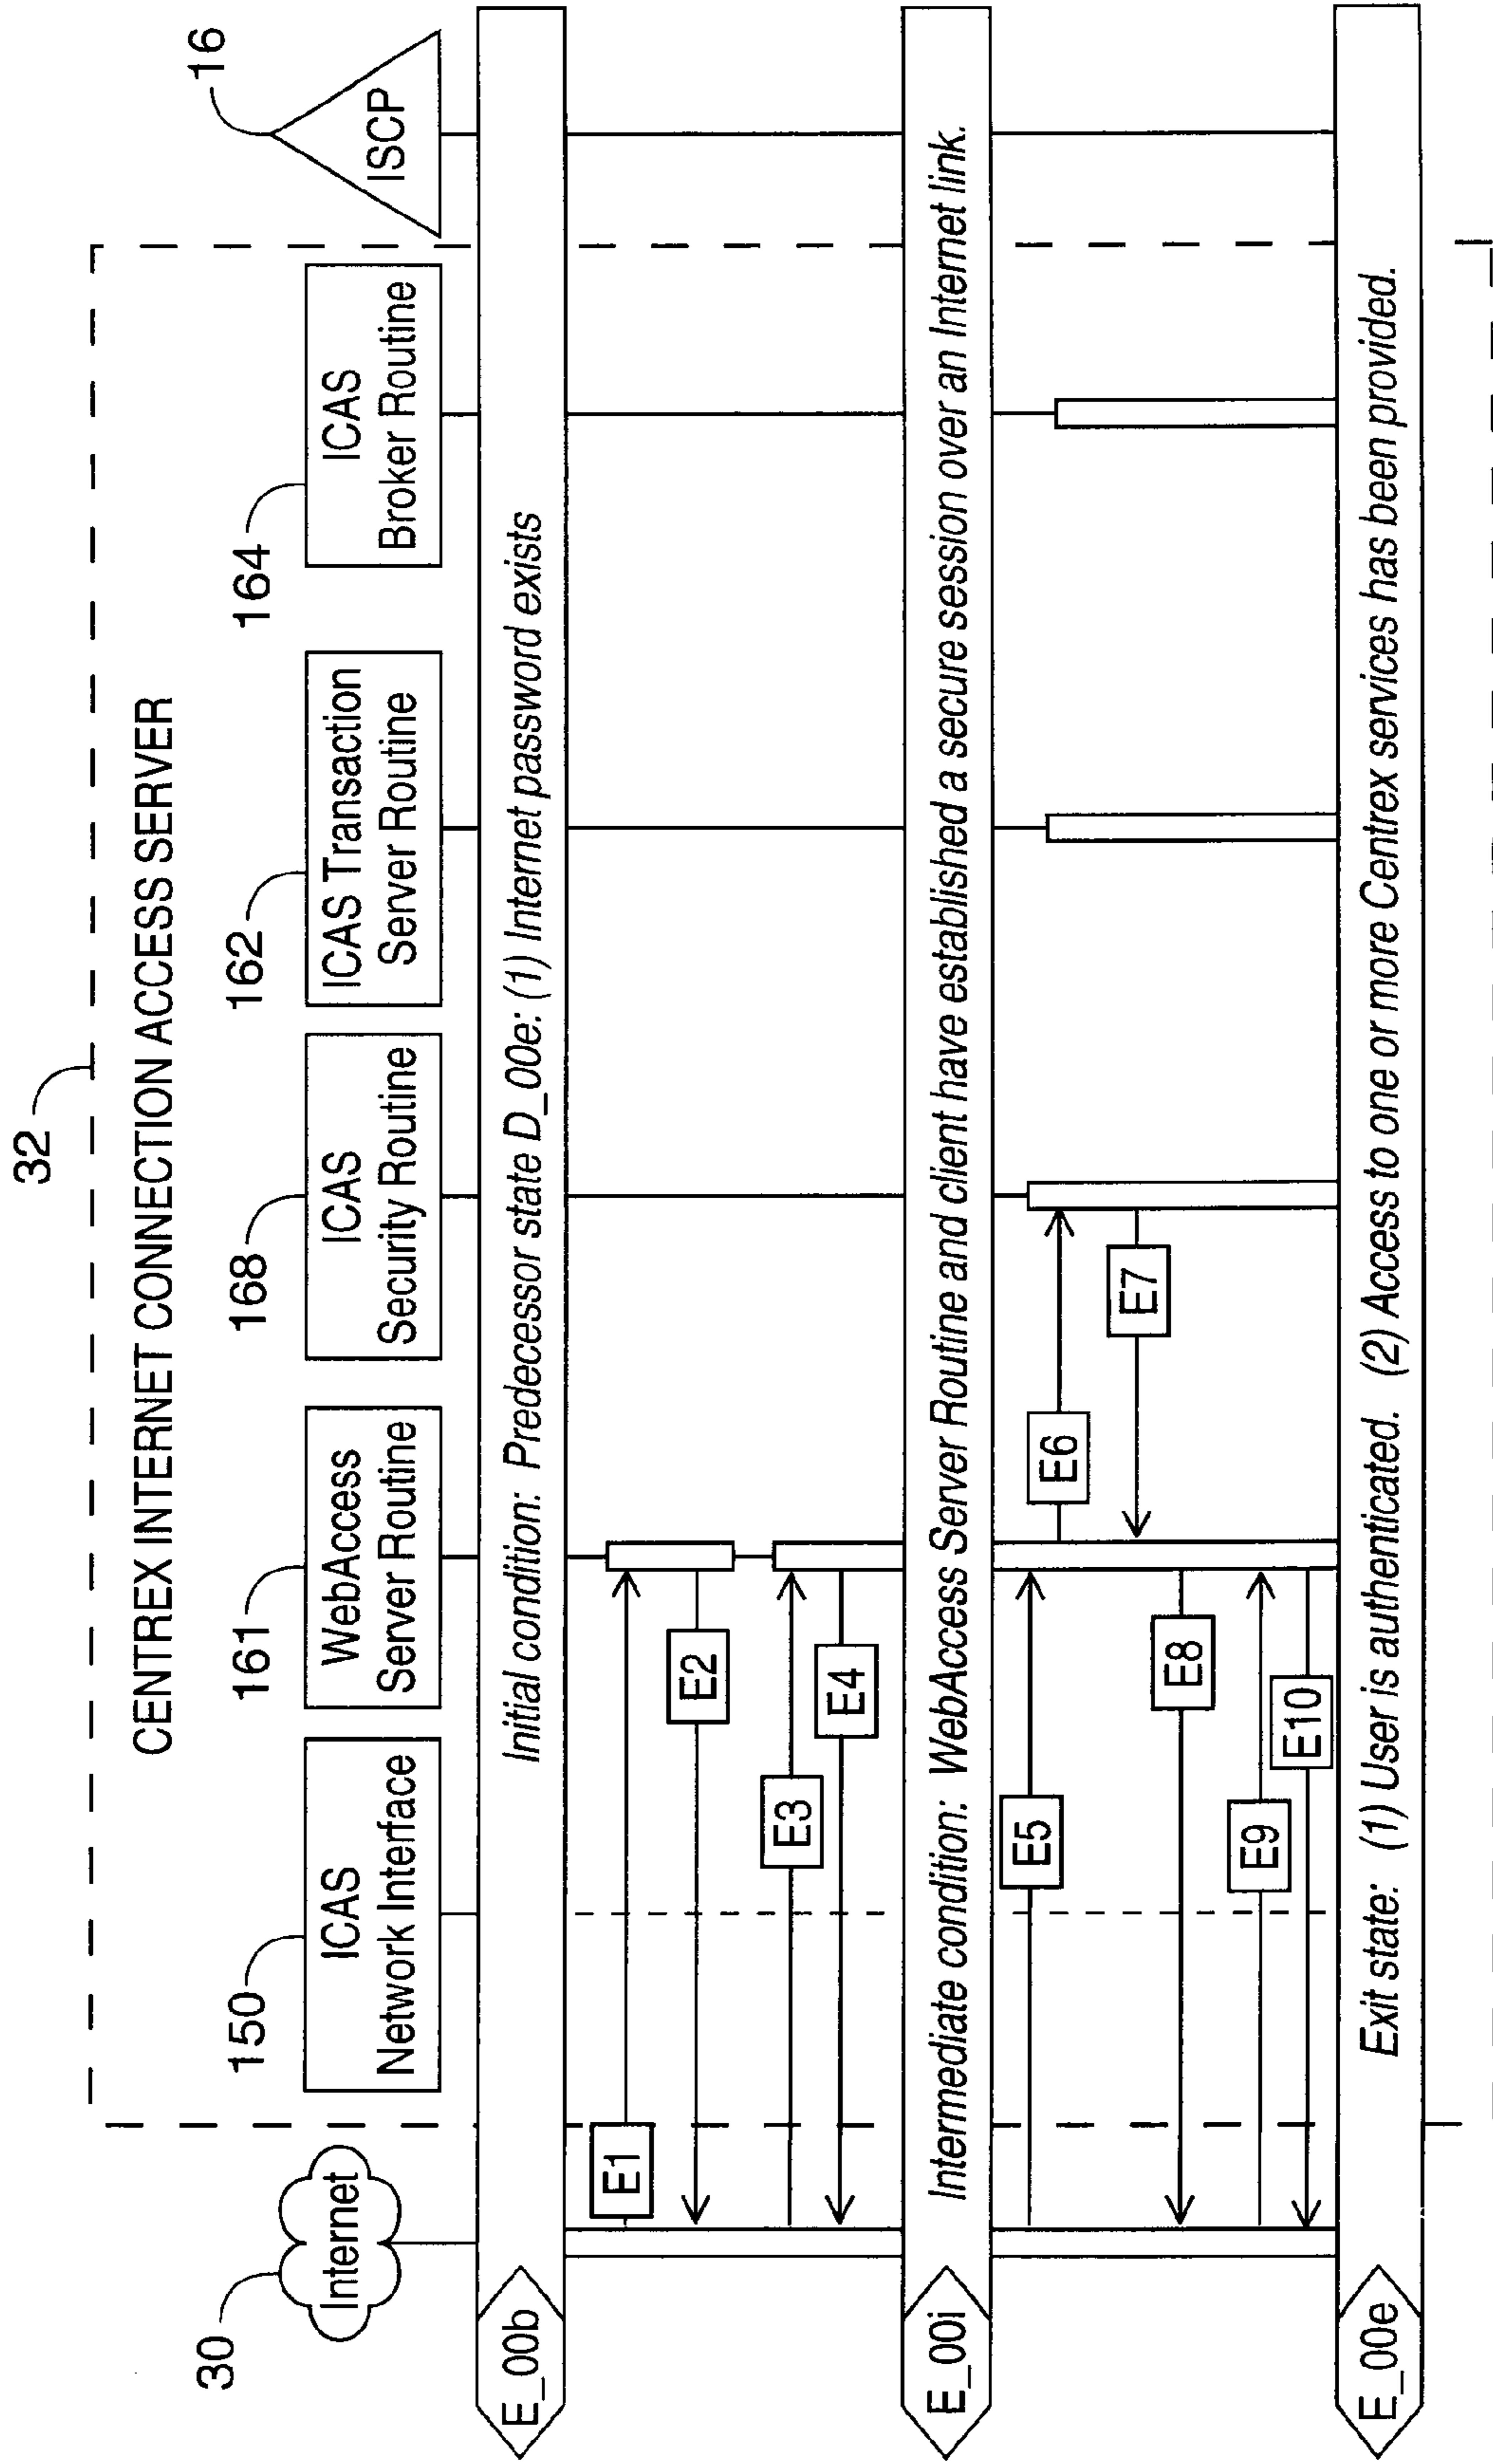 32
CENTREX INTERNET CONNECTION ACCESS SERVER
30
150
161
168
162
164
16
Internet
ICAS
Network Interface
WebAccess
Server Routine
ICAS
Security Routine
ICAS Transaction
Server Routine
ICAS
Broker Routine
ISCP
E_00b
Initial condition: Predecessor state D_00e: (1) Internet password exists
E1
E2
E3
E4
E_00i
Intermediate condition: WebAccess Server Routine and client have established a secure session over an Internet link.
E5
E6
E7
E8
E9
E10
E_00e
Exit state: (1) User is authenticated. (2) Access to one or more Centrex services has been provided.